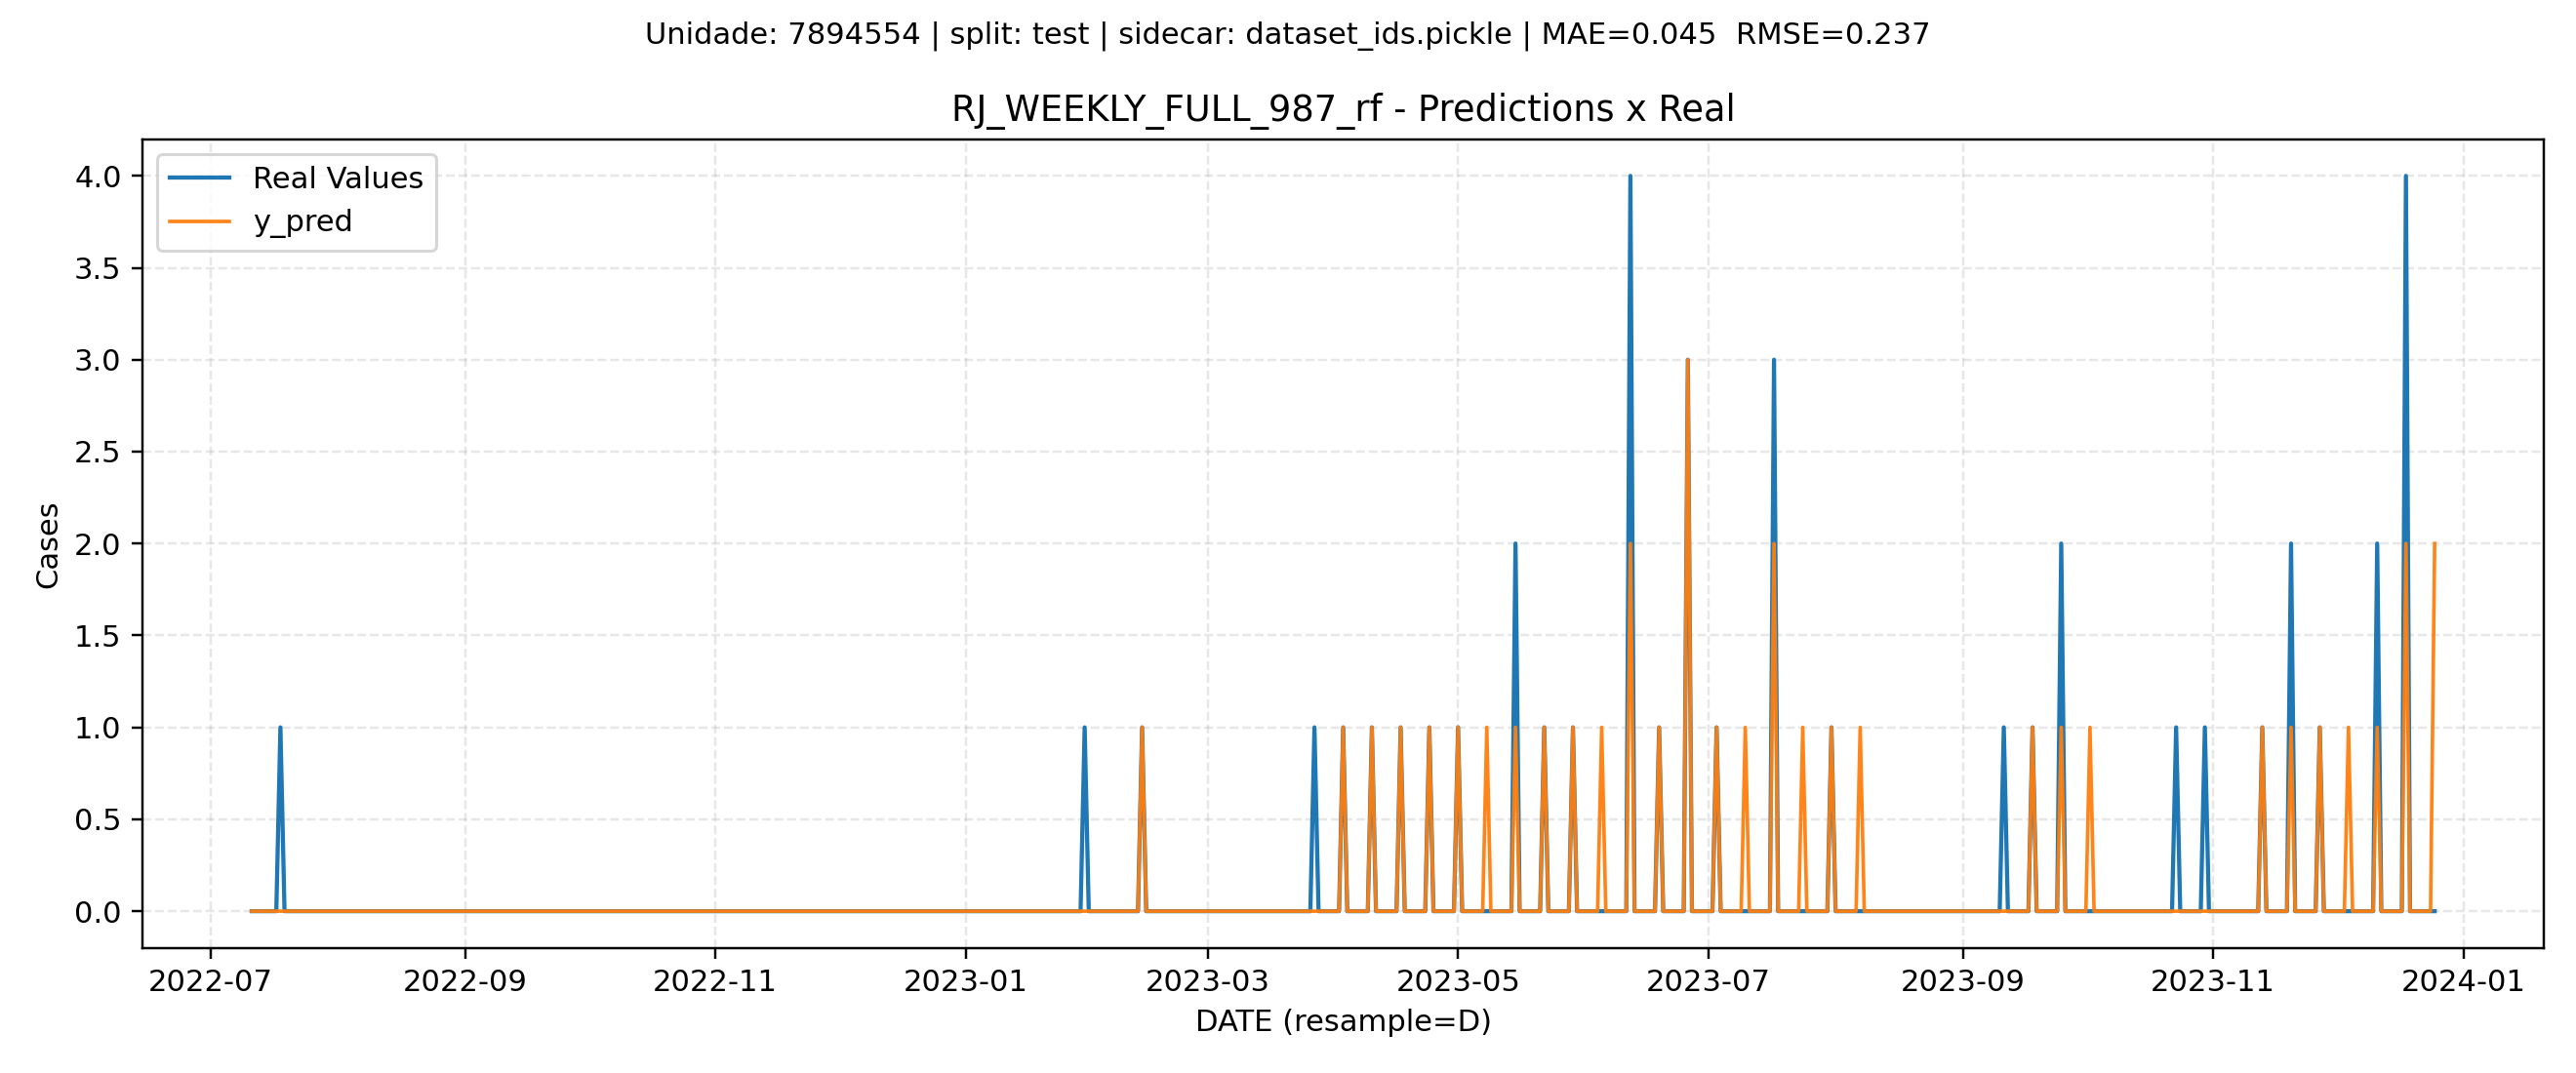 Unidade: 7894554 | split: test | sidecar: dataset_ids.pickle | MAE=0.045  RMSE=0.237
RJ_WEEKLY_FULL_987_rf - Predictions x Real
Real Values
y_pred
4.0
3.5
3.0
2.5
2.0
1.5
1.0
0.5
0.0
Cases
2022-07 2022-09 2022-11 2023-01 2023-03 2023-05 2023-07 2023-09 2023-11 2024-01
DATE (resample=D)